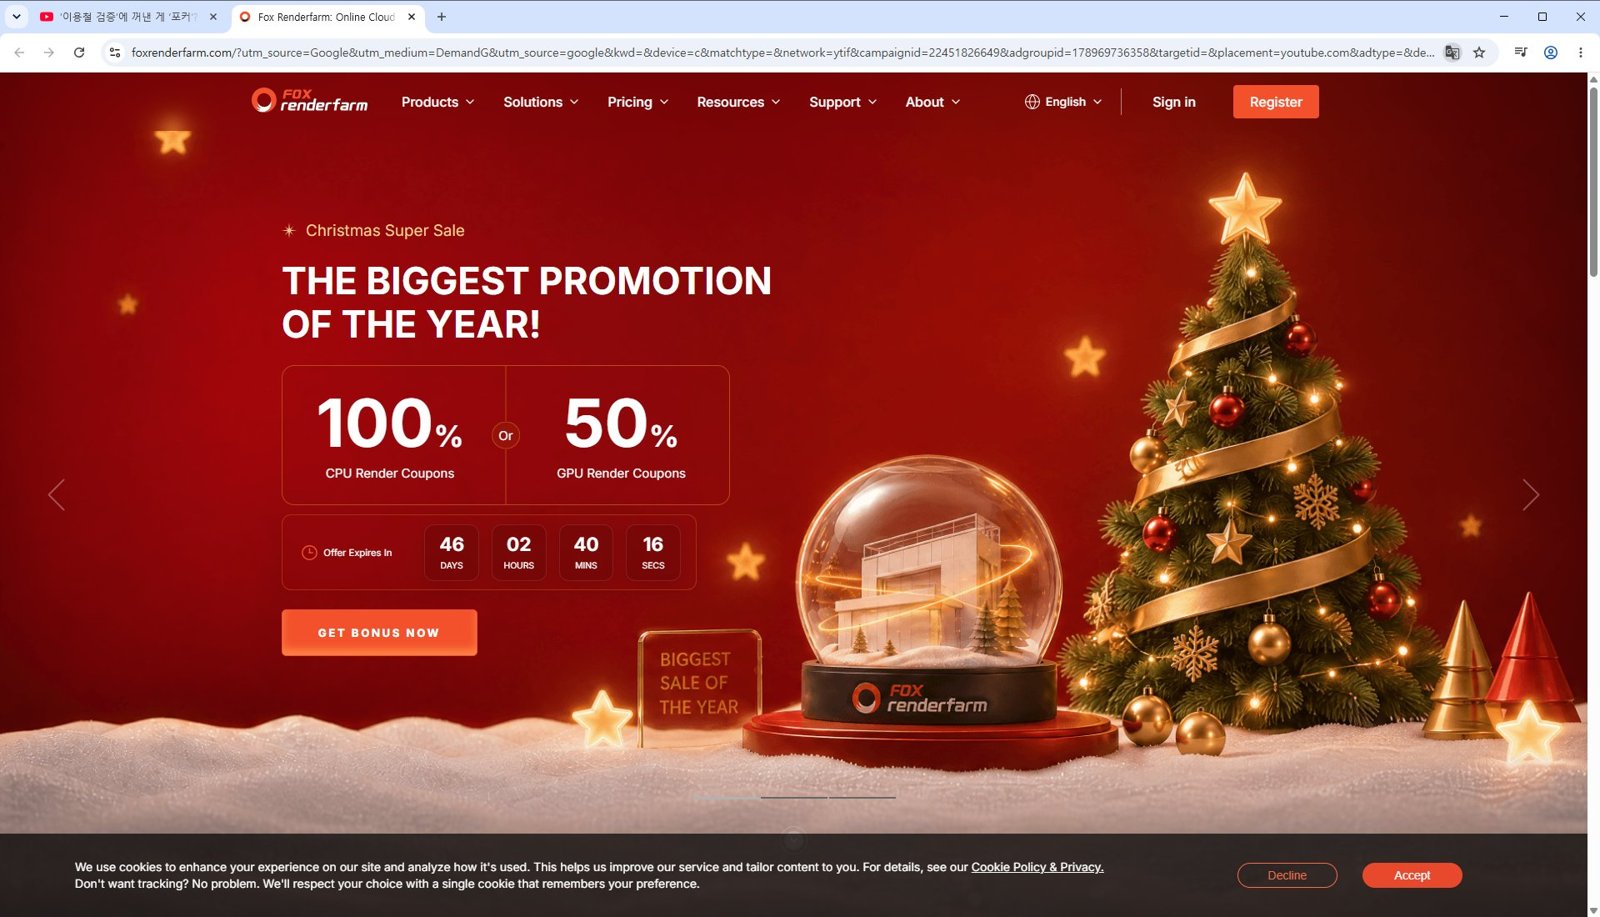 '이용철 검증'에 꺼낸 게 '포커'?
Fox Renderfarm: Online Cloud
foxrenderfarm.com/?utm_source=Google&utm_medium=DemandG&utm_source=google&kwd=&device=c&matchtype=&network=ytif&campaignid=22451826649&adgroupid=178969736358&targetid=&placement=youtube.com&adtype=&de...
FOX
renderfarm
Products
Solutions
Pricing
Resources
Support
About
English
Sign in
Register
Christmas Super Sale
THE BIGGEST PROMOTION
OF THE YEAR!
100%
CPU Render Coupons
Or
50%
GPU Render Coupons
Offer Expires In
46
DAYS
02
HOURS
40
MINS
16
SECS
GET BONUS NOW
BIGGEST
SALE OF
THE YEAR
FOX
renderfarm
We use cookies to enhance your experience on our site and analyze how it's used. This helps us improve our service and tailor content to you. For details, see our Cookie Policy & Privacy.
Don't want tracking? No problem. We'll respect your choice with a single cookie that remembers your preference.
Decline
Accept